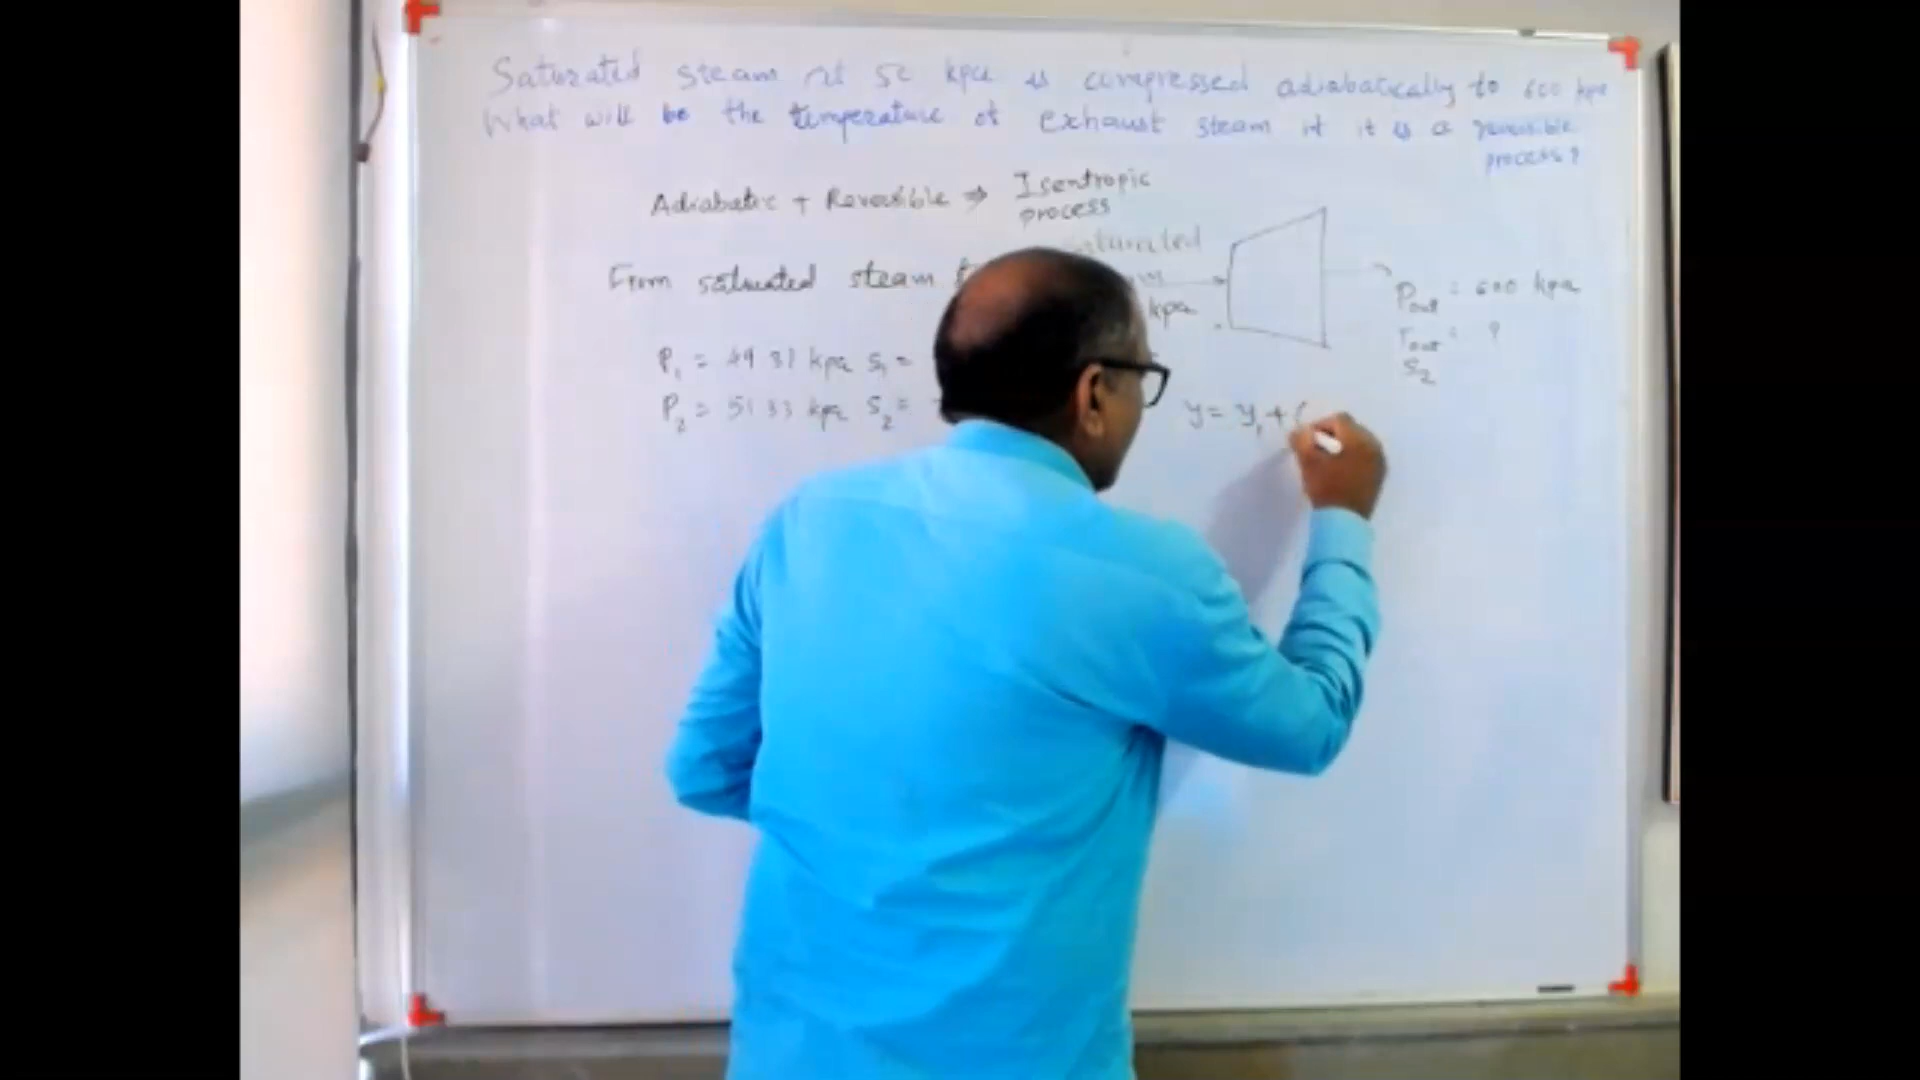 Saturated steam at 50 kpa is compressed adiabatically to 600 kpa
What will be the temperature of exhaust steam if it is a reversible
process?
Adiabatic + Reversible ⇒ Isentropic
process
From saturated steam
kpa
P₁ = 49 37 kpa S₁ =
P₂ = 51 33 kpa S₂ =
Pout = 600 kpa
Tout = ?
S₂
y = y₁ + (